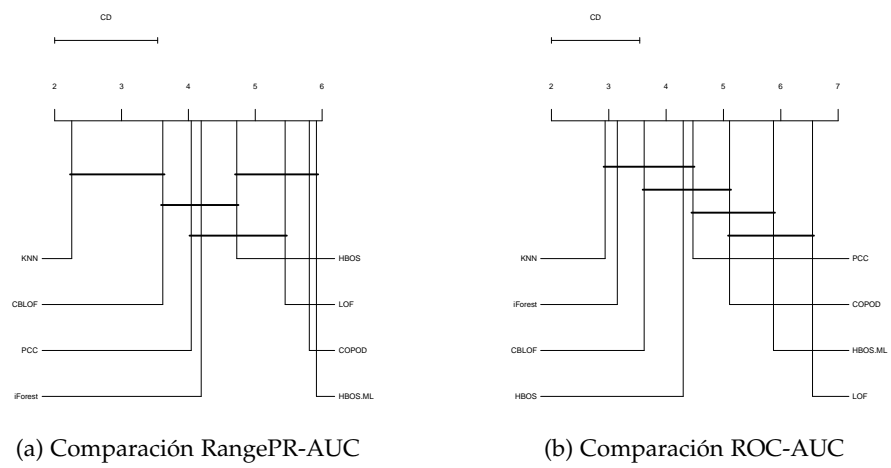 CD
2 3 4 5 6
KNN
HBOS
CBLOF
LOF
PCC
COPOD
iForest
HBOS.ML
(a) Comparación RangePR-AUC
CD
2 3 4 5 6 7
KNN
PCC
iForest
COPOD
CBLOF
HBOS.ML
HBOS
LOF
(b) Comparación ROC-AUC